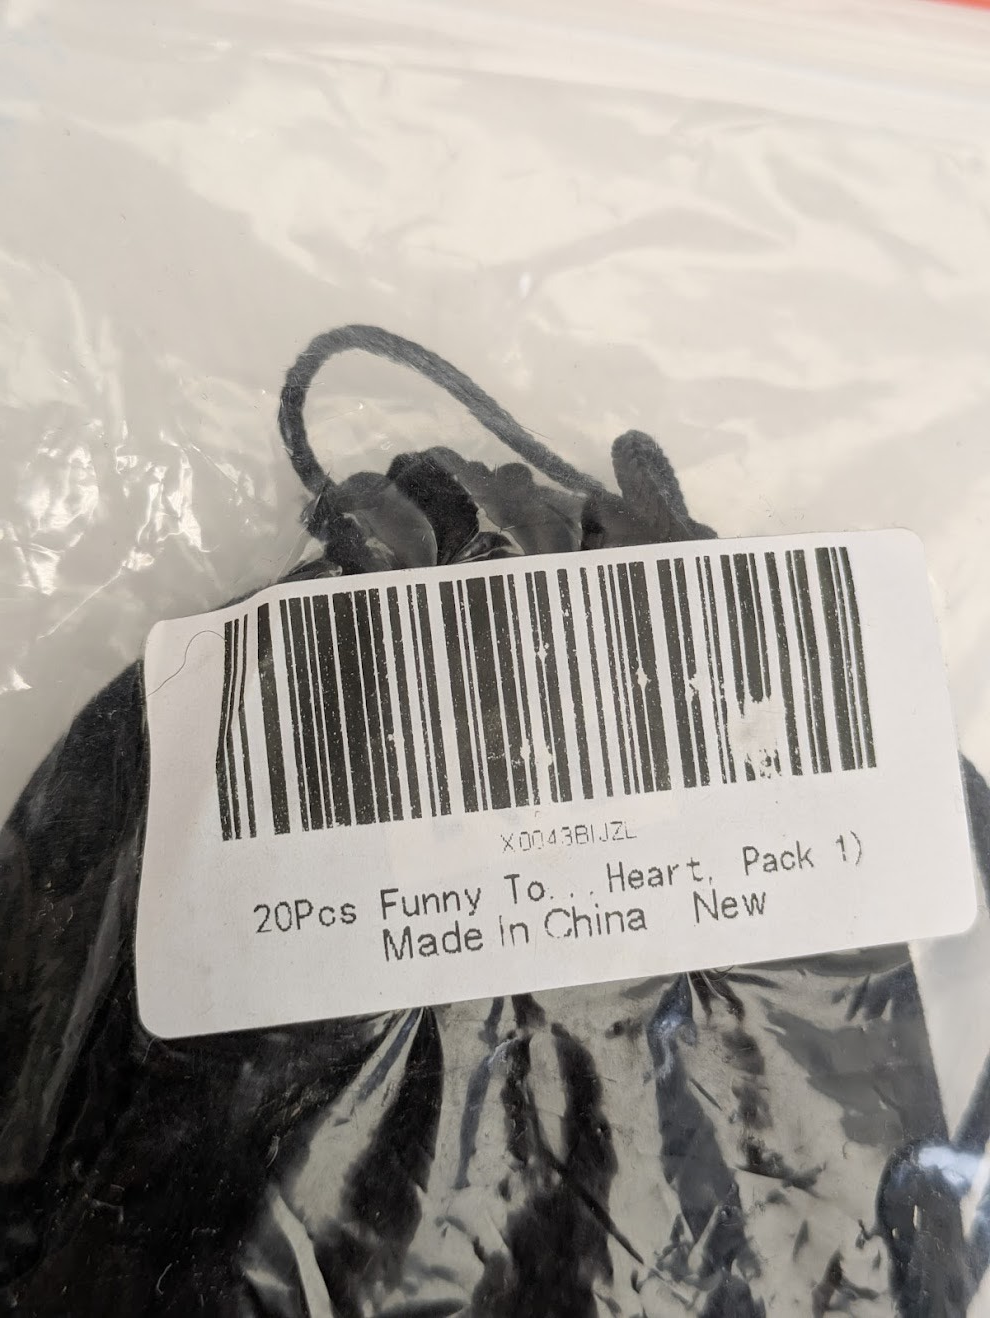 X0043BIJZL
20Pcs Funny To...Heart, Pack 1)
Made In China New